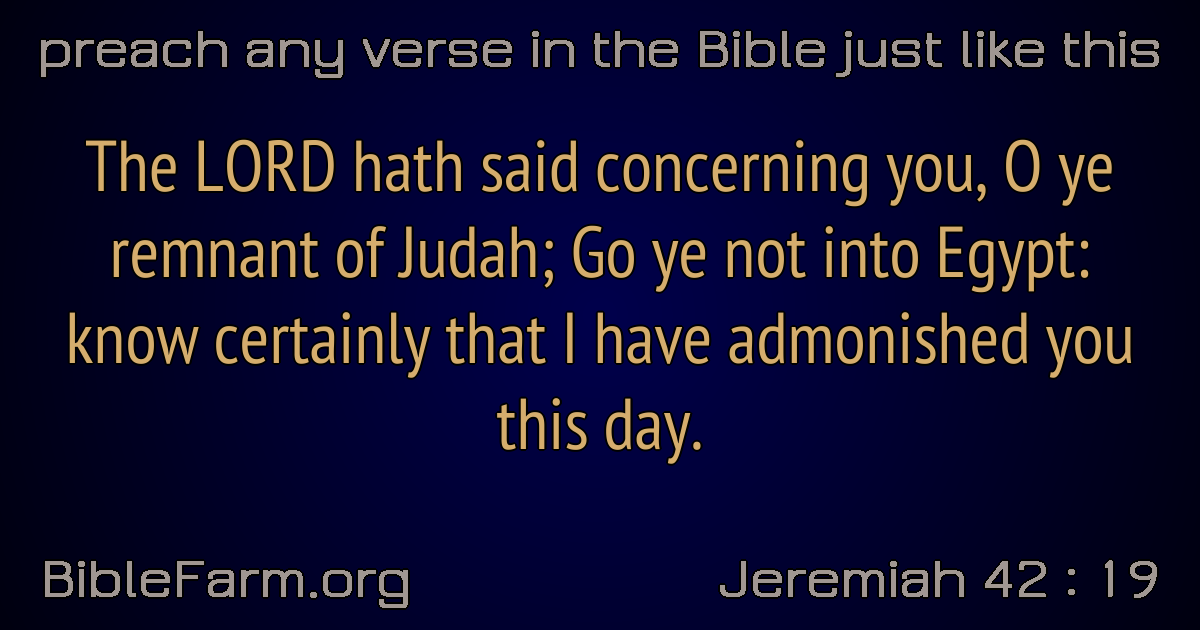 preach any verse in the Bible just like this
The LORD hath said concerning you, O ye
remnant of Judah; Go ye not into Egypt:
know certainly that I have admonished you
this day.
BibleFarm.org
Jeremiah 42 : 19